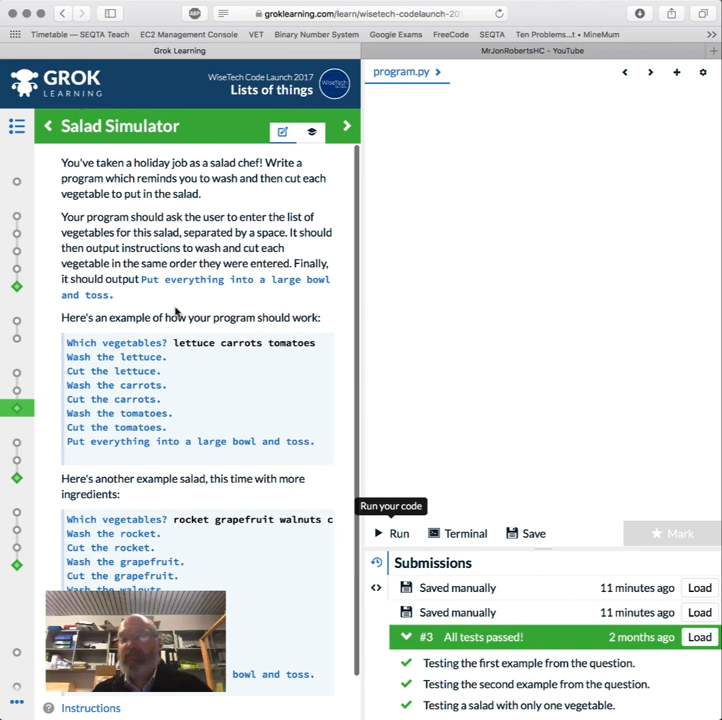 groklearning.com/learn/wisetech-codelaunch-201
Timetable — SEQTA Teach EC2 Management Console VET Binary Number System Google Exams FreeCode SEQTA Ten Problems…t • MineMum
Grok Learning
MrJonRobertsHC - YouTube
GROK
LEARNING
WiseTech Code Launch 2017
Lists of things
Salad Simulator
You've taken a holiday job as a salad chef! Write a
program which reminds you to wash and then cut each
vegetable to put in the salad.
Your program should ask the user to enter the list of
vegetables for this salad, separated by a space. It should
then output instructions to wash and cut each
vegetable in the same order they were entered. Finally,
it should output Put everything into a large bowl
and toss.
Here's an example of how your program should work:
Which vegetables? lettuce carrots tomatoes
Wash the lettuce.
Cut the lettuce.
Wash the carrots.
Cut the carrots.
Wash the tomatoes.
Cut the tomatoes.
Put everything into a large bowl and toss.
Here's another example salad, this time with more
ingredients:
Which vegetables? rocket grapefruit walnuts c
Wash the rocket.
Cut the rocket.
Wash the grapefruit.
Cut the grapefruit.
Wash the walnuts.
bowl and toss.
Instructions
program.py
Run your code
Run Terminal Save Mark
Submissions
Saved manually 11 minutes ago Load
Saved manually 11 minutes ago Load
#3 All tests passed! 2 months ago Load
Testing the first example from the question.
Testing the second example from the question.
Testing a salad with only one vegetable.